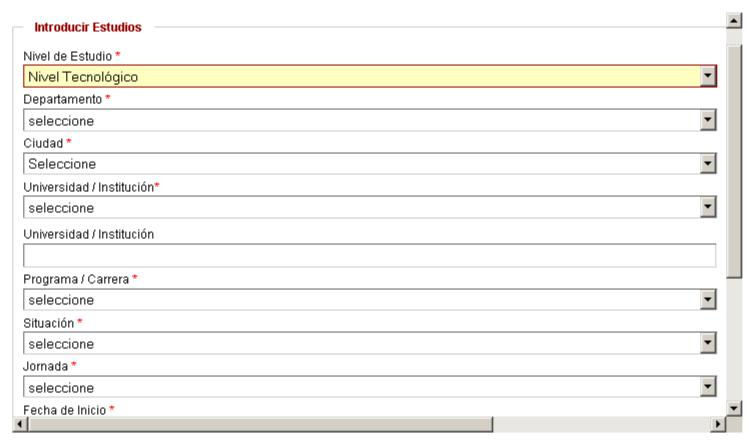 Introducir Estudios
Nivel de Estudio *
Nivel Tecnológico
Departamento *
seleccione
Ciudad *
Seleccione
Universidad / Institución*
seleccione
Universidad / Institución
Programa / Carrera *
seleccione
Situación *
seleccione
Jornada *
seleccione
Fecha de Inicio *